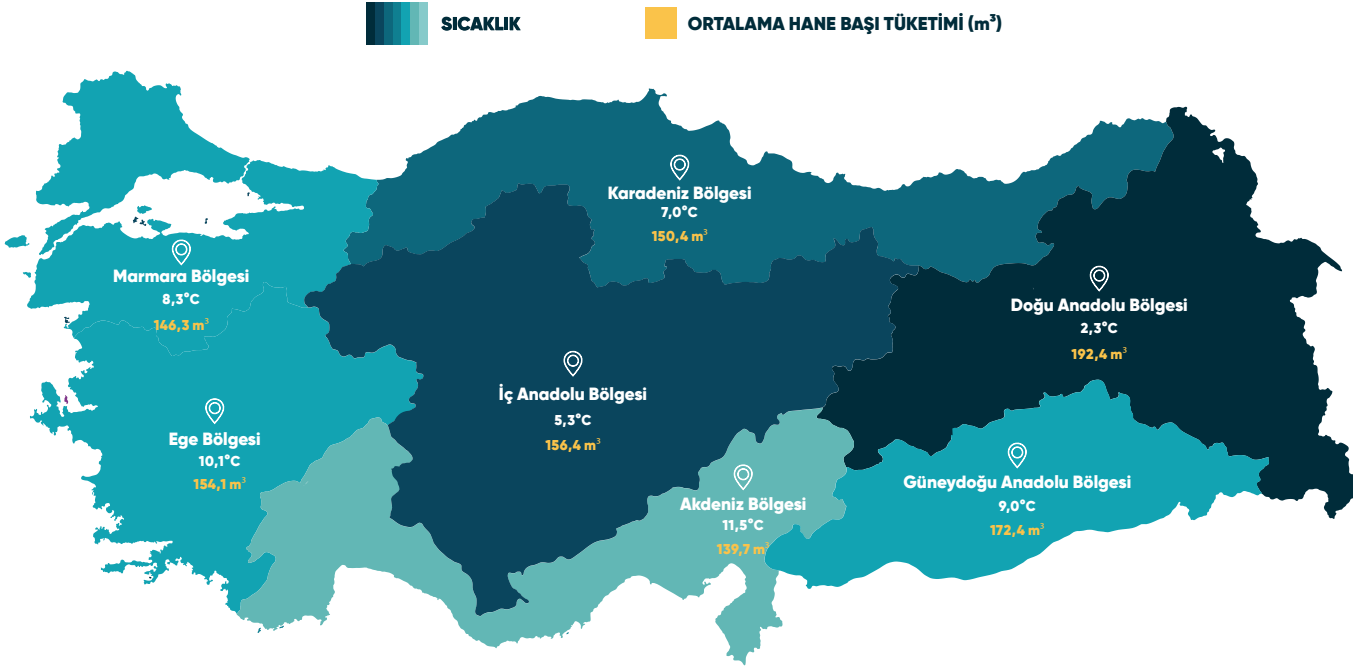 SICAKLIK
ORTALAMA HANE BAŞI TÜKETİMİ (m³)
Karadeniz Bölgesi
7,0°C
150,4 m³
Marmara Bölgesi
8,3°C
146,3 m³
Doğu Anadolu Bölgesi
2,3°C
192,4 m³
İç Anadolu Bölgesi
5,3°C
156,4 m³
Ege Bölgesi
10,1°C
154,1 m³
Akdeniz Bölgesi
11,5°C
139,7 m³
Güneydoğu Anadolu Bölgesi
9,0°C
172,4 m³